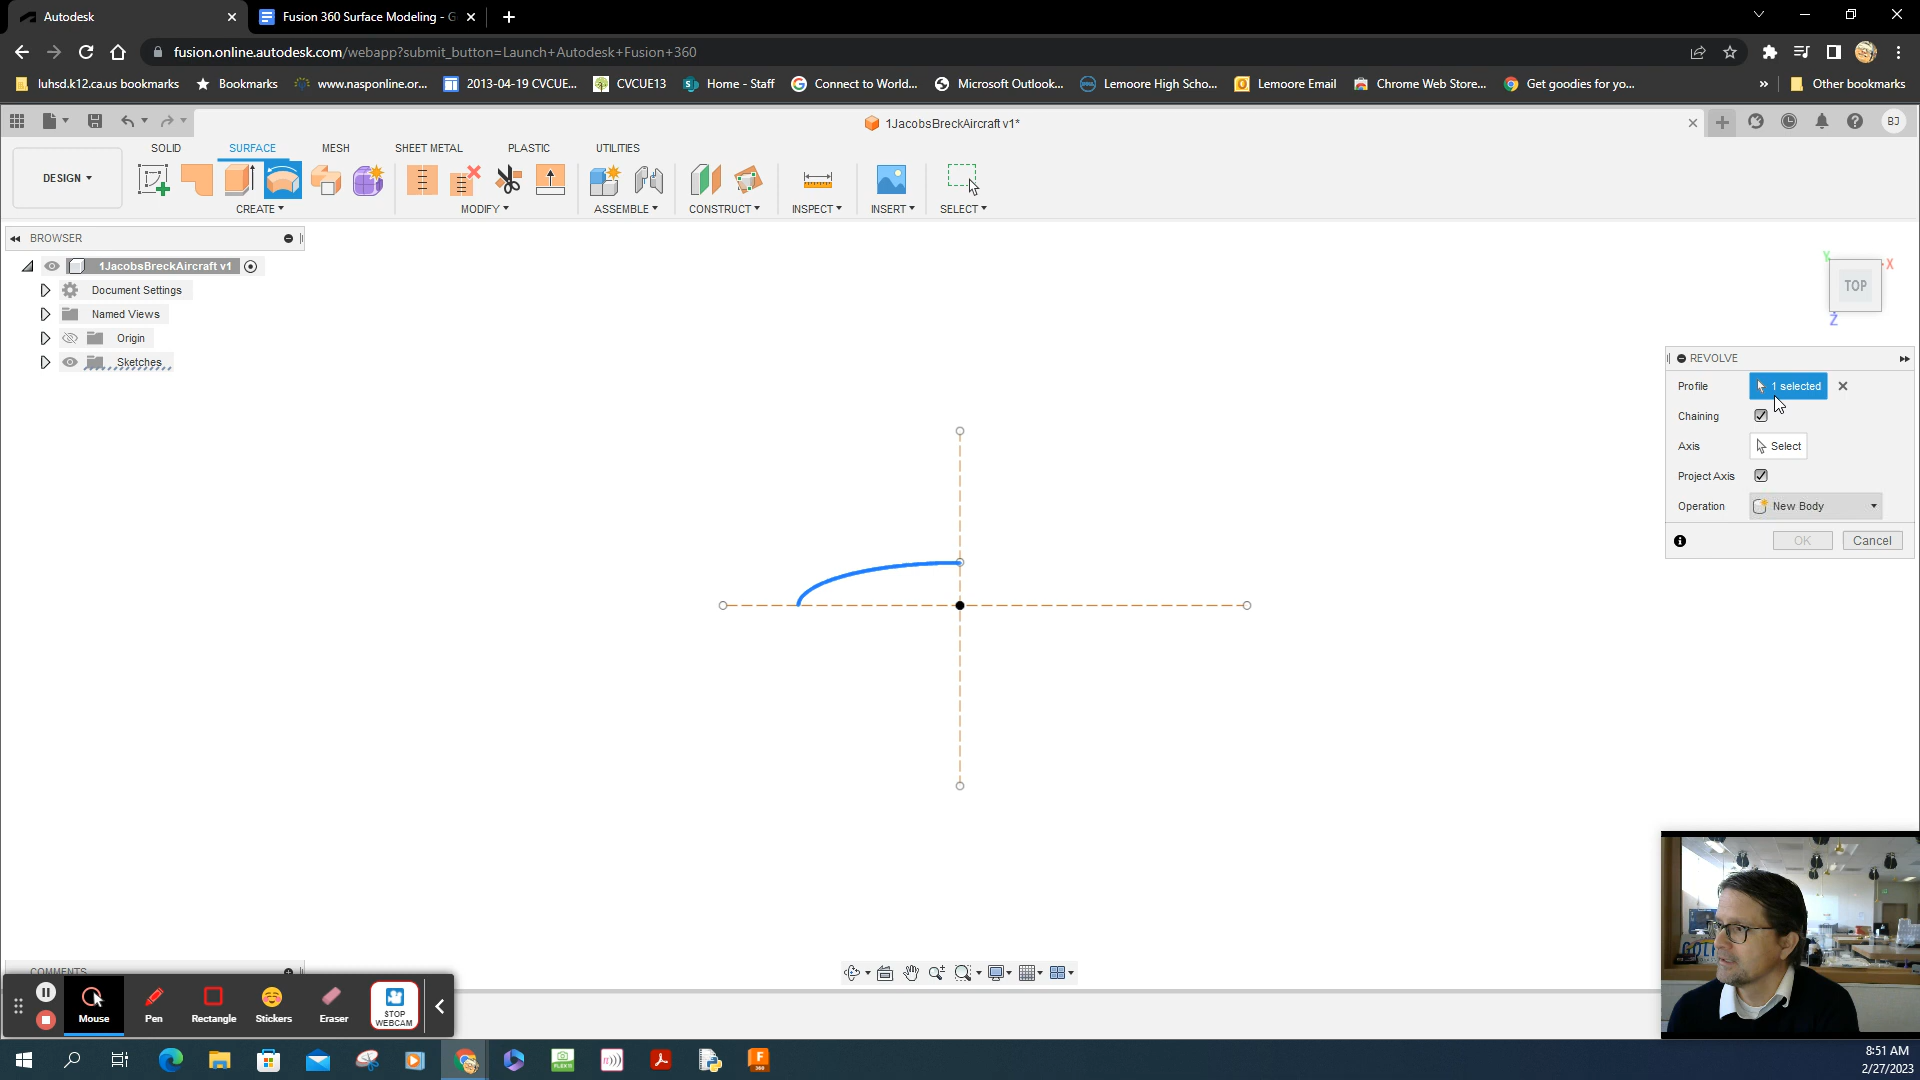 Autodesk
Fusion 360 Surface Modeling - G
fusion.online.autodesk.com/webapp?submit_button=Launch+Autodesk+Fusion+360
luhsd.k12.ca.us bookmarks
Bookmarks
www.nasponline.or...
2013-04-19 CVCUE...
CVCUE13
Home - Staff
Connect to World...
Microsoft Outlook...
Lemoore High Scho...
Lemoore Email
Chrome Web Store...
Get goodies for yo...
»
Other bookmarks
1JacobsBreckAircraft v1*
BJ
SOLID
SURFACE
MESH
SHEET METAL
PLASTIC
UTILITIES
DESIGN
CREATE
MODIFY
ASSEMBLE
CONSTRUCT
INSPECT
INSERT
SELECT
BROWSER
1JacobsBreckAircraft v1
Document Settings
Named Views
Origin
Sketches
Y
X
TOP
Z
REVOLVE
Profile
1 selected
Chaining
Axis
Select
Project Axis
Operation
New Body
OK
Cancel
COMMENTS
Mouse
Pen
Rectangle
Stickers
Eraser
STOP
WEBCAM
8:51 AM
2/27/2023